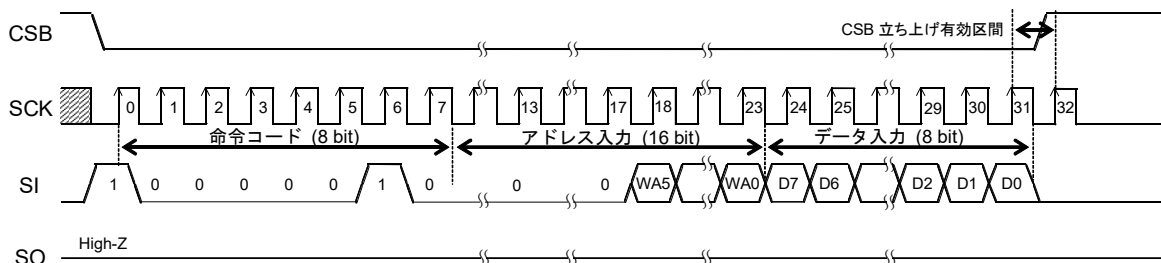 CSB
CSB 立ち上げ有効区間
SCK
0 1 2 3 4 5 6 7 13 17 18 23 24 25 29 30 31 32
命令コード (8 bit) アドレス入力 (16 bit) データ入力 (8 bit)
SI
1 0 0 0 0 0 1 0 0 0 WA5 WA0 D7 D6 D2 D1 D0
High-Z
SO